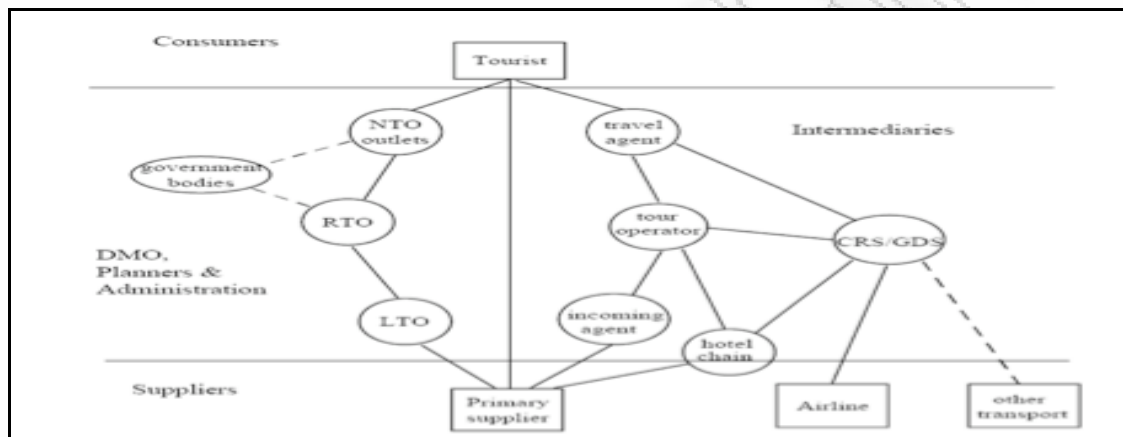 Consumers
Tourist
NTO
outlets
travel
agent
Intermediaries
government
bodies
RTO
tour
operator
CRS/GDS
DMO,
Planners &
Administration
LTO
incoming
agent
hotel
chain
Suppliers
Primary
supplier
Airline
other
transport